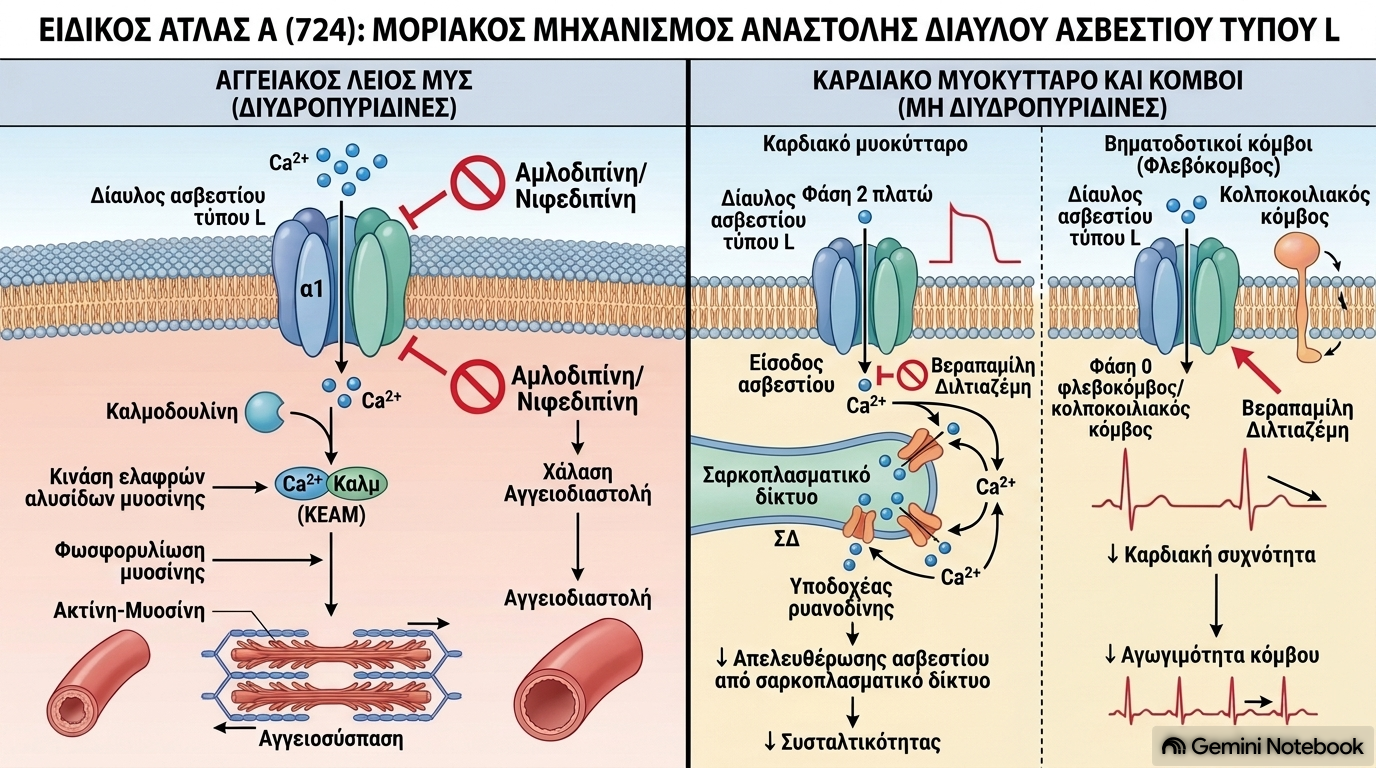 ΕΙΔΙΚΟΣ ΑΤΛΑΣ Α (724): ΜΟΡΙΑΚΟΣ ΜΗΧΑΝΙΣΜΟΣ ΑΝΑΣΤΟΛΗΣ ΔΙΑΥΛΟΥ ΑΣΒΕΣΤΙΟΥ ΤΥΠΟΥ L
ΑΓΓΕΙΑΚΟΣ ΛΕΙΟΣ ΜΥΣ
(ΔΙΥΔΡΟΠΥΡΙΔΙΝΕΣ)
Ca²⁺
Αμλοδιπίνη/
Νιφεδιπίνη
Δίαυλος ασβεστίου
τύπου L
α1
Αμλοδιπίνη/
Νιφεδιπίνη
Ca²⁺
Καλμοδουλίνη
Χάλαση
Αγγειοδιαστολή
Κινάση ελαφρών
αλυσίδων μυοσίνης
Ca²⁺ Καλμ
(ΚΕΑΜ)
Φωσφορυλίωση
μυοσίνης
Αγγειοδιαστολή
Ακτίνη-Μυοσίνη
Αγγειοσύσπαση
ΚΑΡΔΙΑΚΟ ΜΥΟΚΥΤΤΑΡΟ ΚΑΙ ΚΟΜΒΟΙ
(ΜΗ ΔΙΥΔΡΟΠΥΡΙΔΙΝΕΣ)
Καρδιακό μυοκύτταρο
Δίαυλος
ασβεστίου
τύπου L
Φάση 2 πλατώ
Είσοδος
ασβεστίου
Βεραπαμίλη
Διλτιαζέμη
Ca²⁺
Σαρκοπλασματικό
δίκτυο
Ca²⁺
ΣΔ
Ca²⁺
Υποδοχέας
ρυανοδίνης
↓ Απελευθέρωσης ασβεστίου
από σαρκοπλασματικό δίκτυο
↓ Συσταλτικότητας
Βηματοδοτικοί κόμβοι
(Φλεβόκομβος)
Δίαυλος
ασβεστίου
τύπου L
Κολποκοιλιακός
κόμβος
Φάση 0
φλεβοκόμβος/
κολποκοιλιακός
κόμβος
Βεραπαμίλη
Διλτιαζέμη
↓ Καρδιακή συχνότητα
↓ Αγωγιμότητα κόμβου
Gemini Notebook